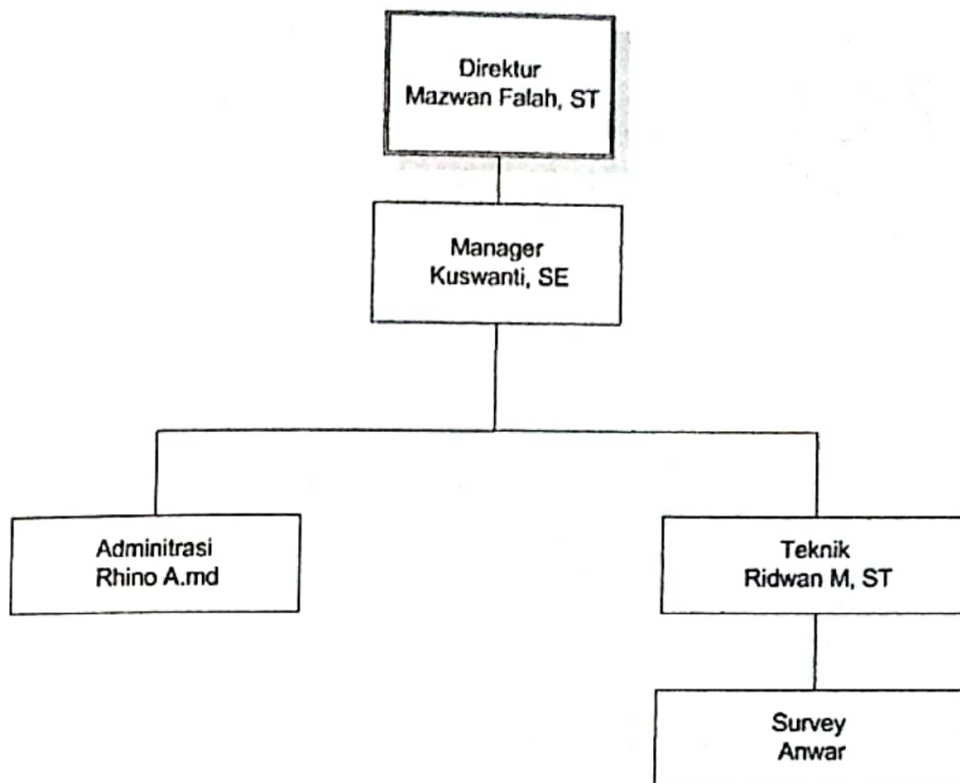 Direktur
Mazwan Falah, ST
Manager
Kuswanti, SE
Adminitrasi
Rhino A.md
Teknik
Ridwan M, ST
Survey
Anwar